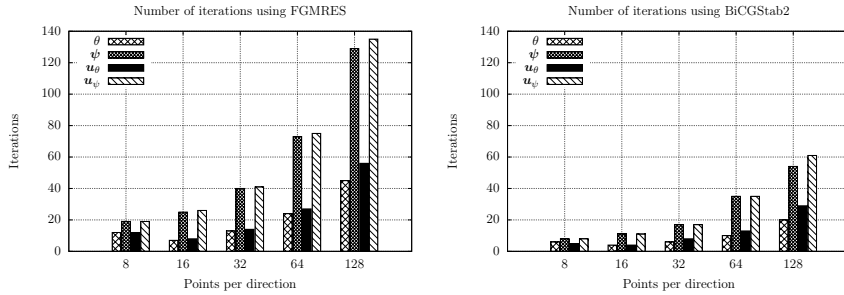 Number of iterations using FGMRES
140
120
100
80
60
40
20
0
Iterations
θ
ψ
u_θ
u_ψ
8 16 32 64 128
Points per direction
Number of iterations using BiCGStab2
140
120
100
80
60
40
20
0
Iterations
θ
ψ
u_θ
u_ψ
8 16 32 64 128
Points per direction